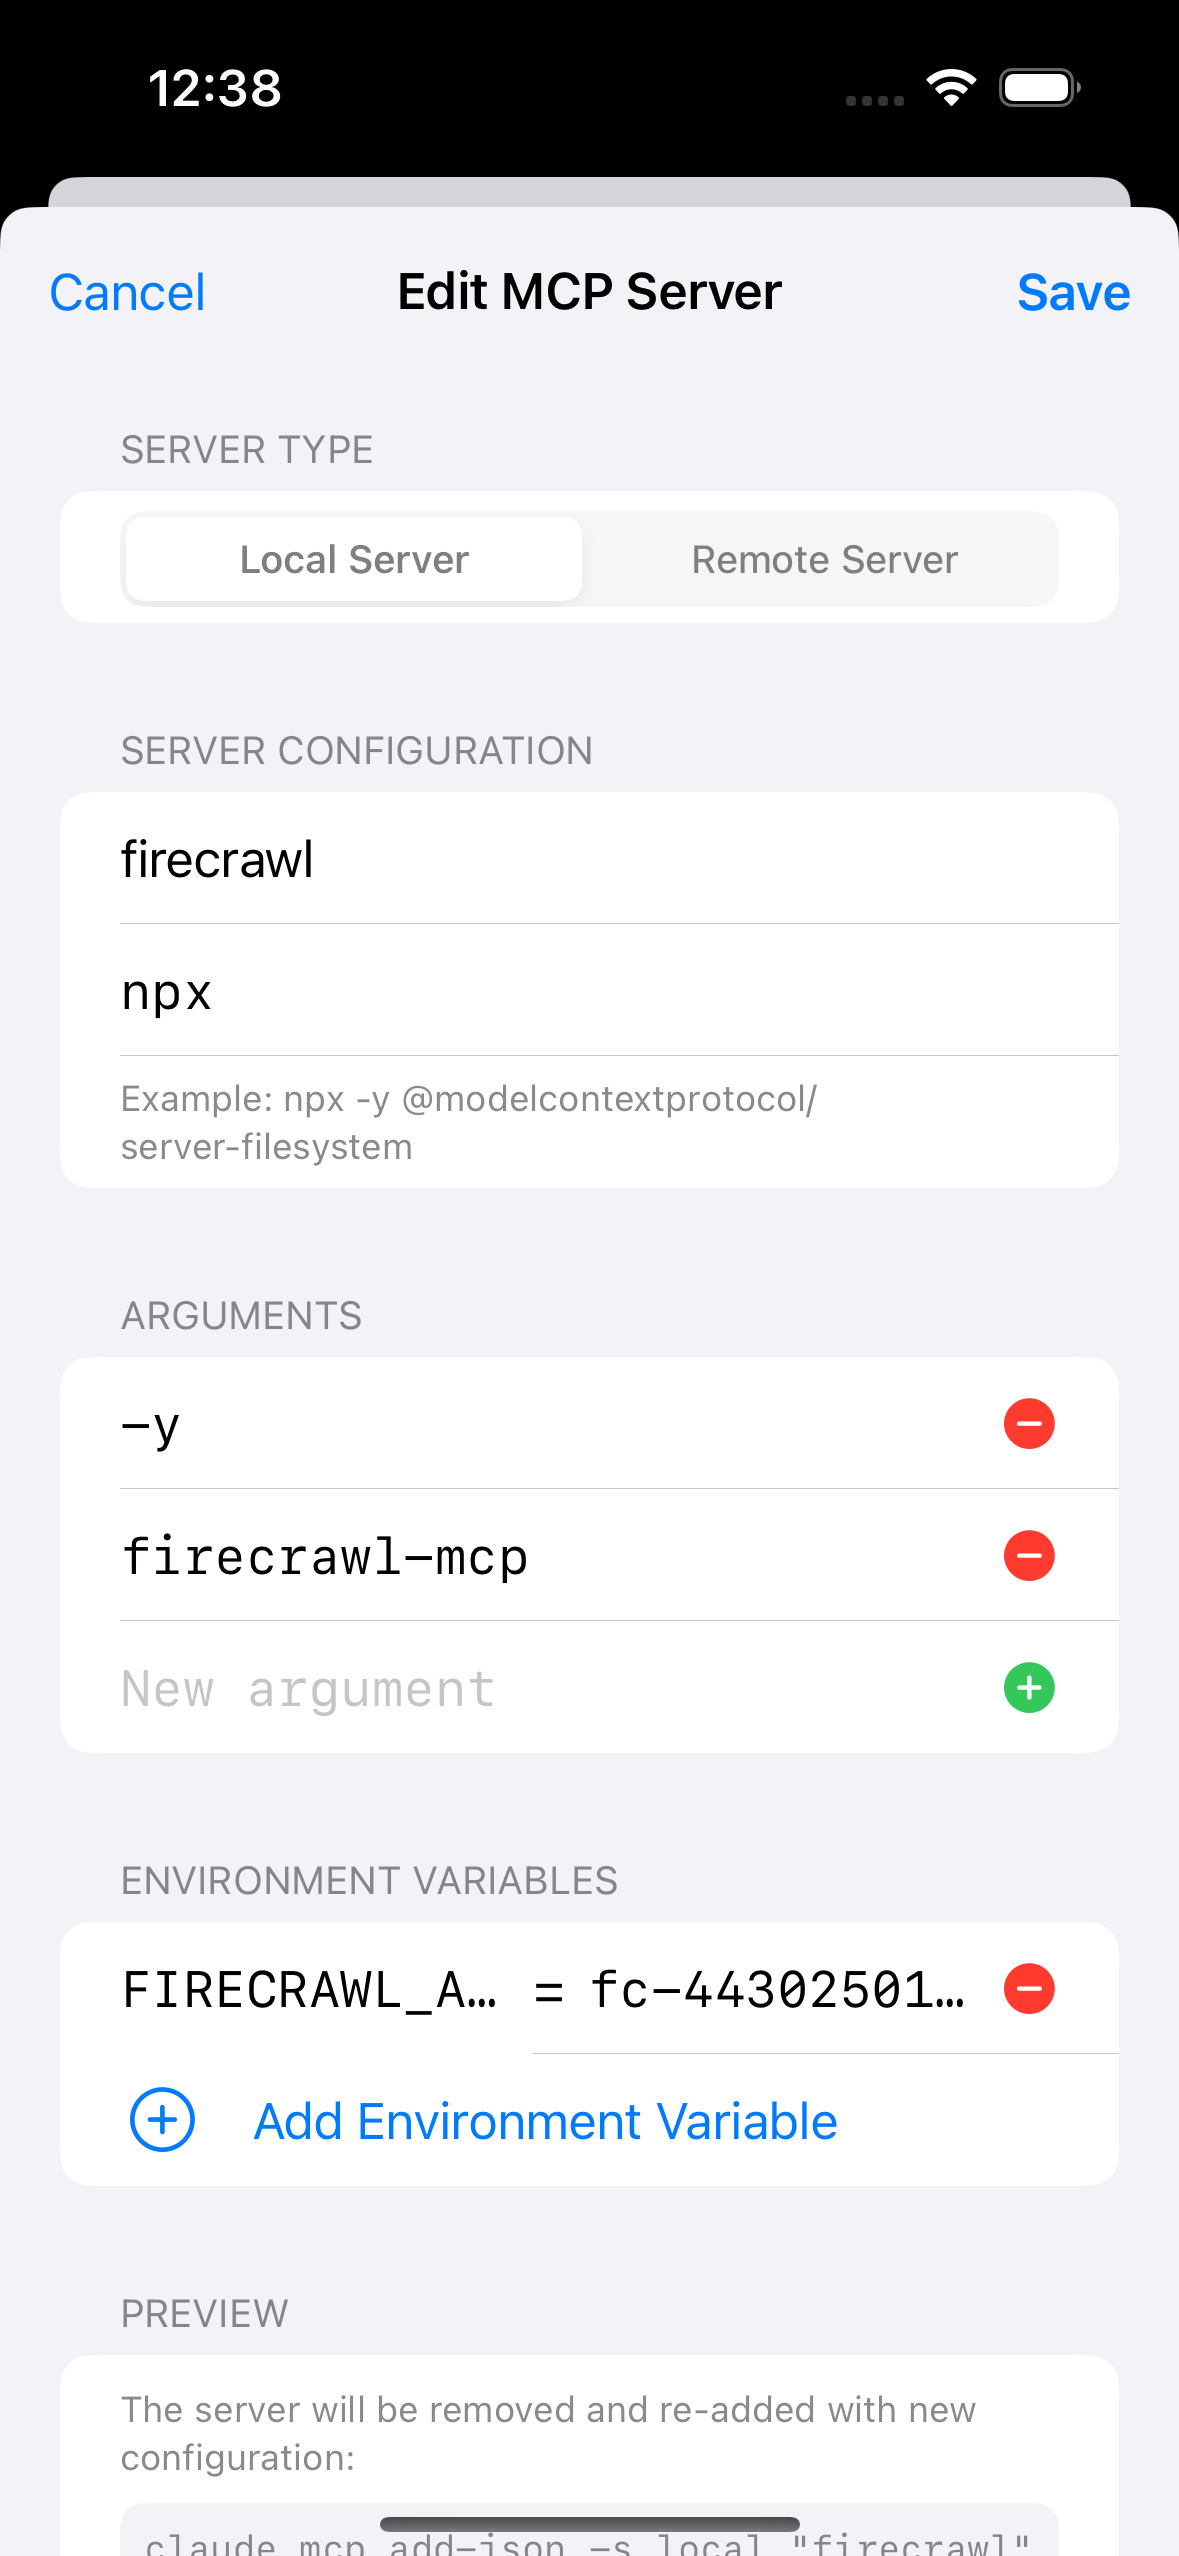 12:38
Cancel
Edit MCP Server
Save
SERVER TYPE
Local Server
Remote Server
SERVER CONFIGURATION
firecrawl
npx
Example: npx -y @modelcontextprotocol/
server-filesystem
ARGUMENTS
-y
firecrawl-mcp
New argument
ENVIRONMENT VARIABLES
FIRECRAWL_A… = fc-44302501…
Add Environment Variable
PREVIEW
The server will be removed and re-added with new
configuration:
claude mcp add-json -s local "firecrawl"